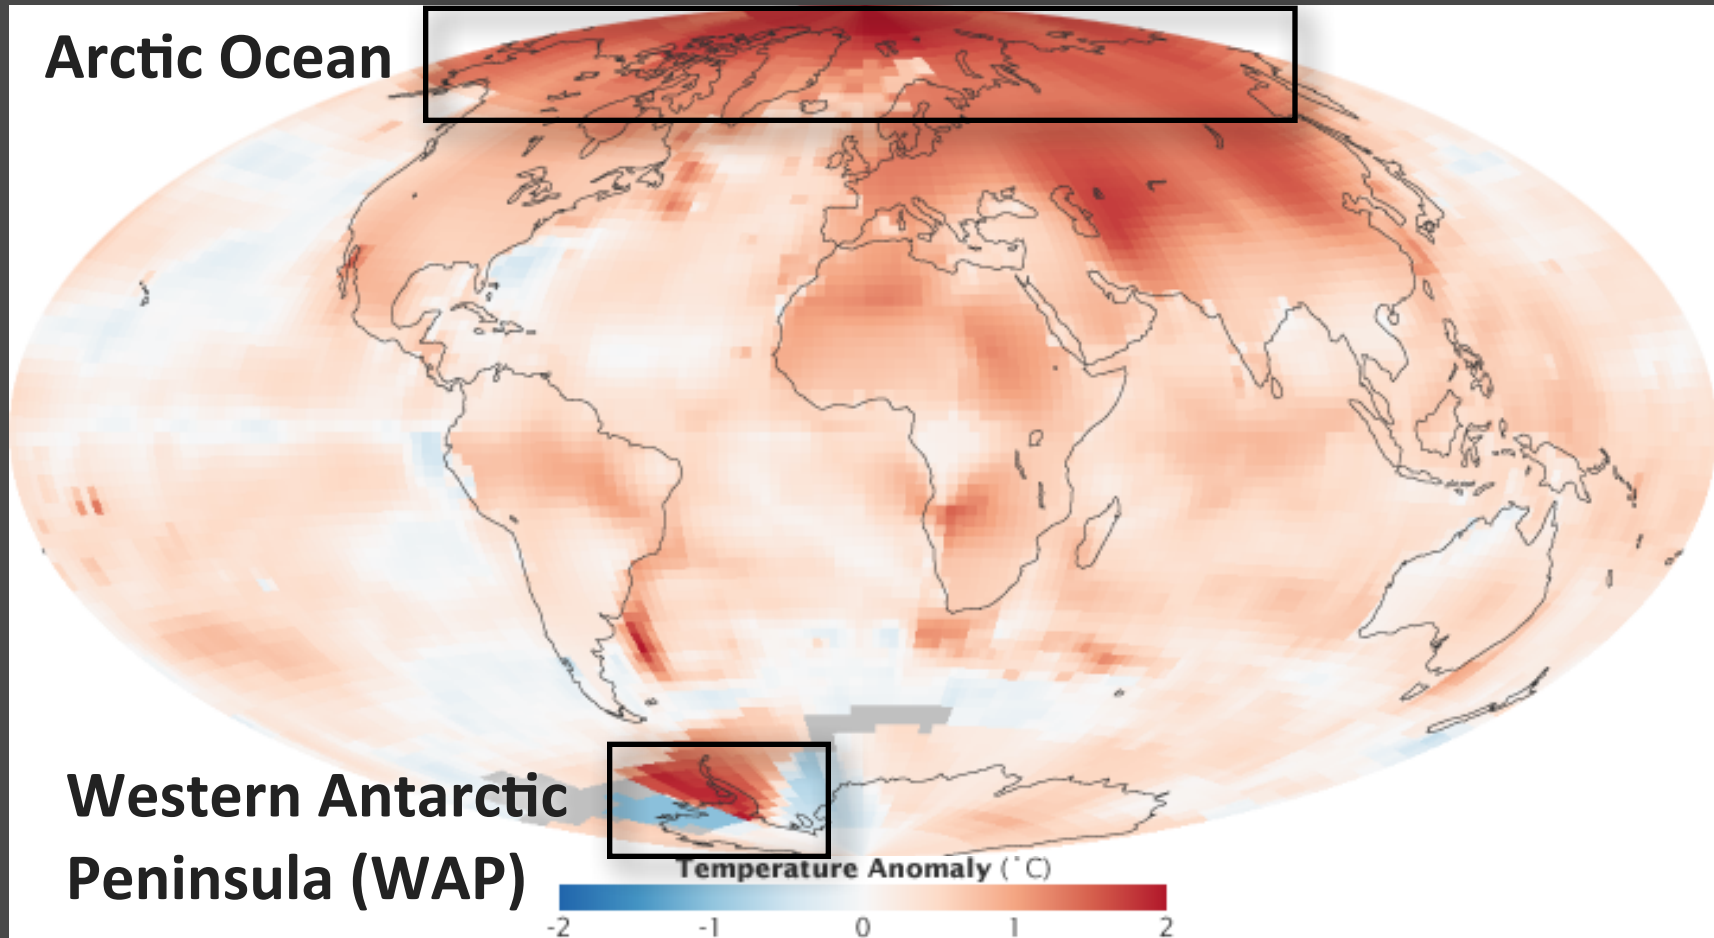 Arctic Ocean
Western Antarctic
Peninsula (WAP)
Temperature Anomaly (˚C)
-2 -1 0 1 2